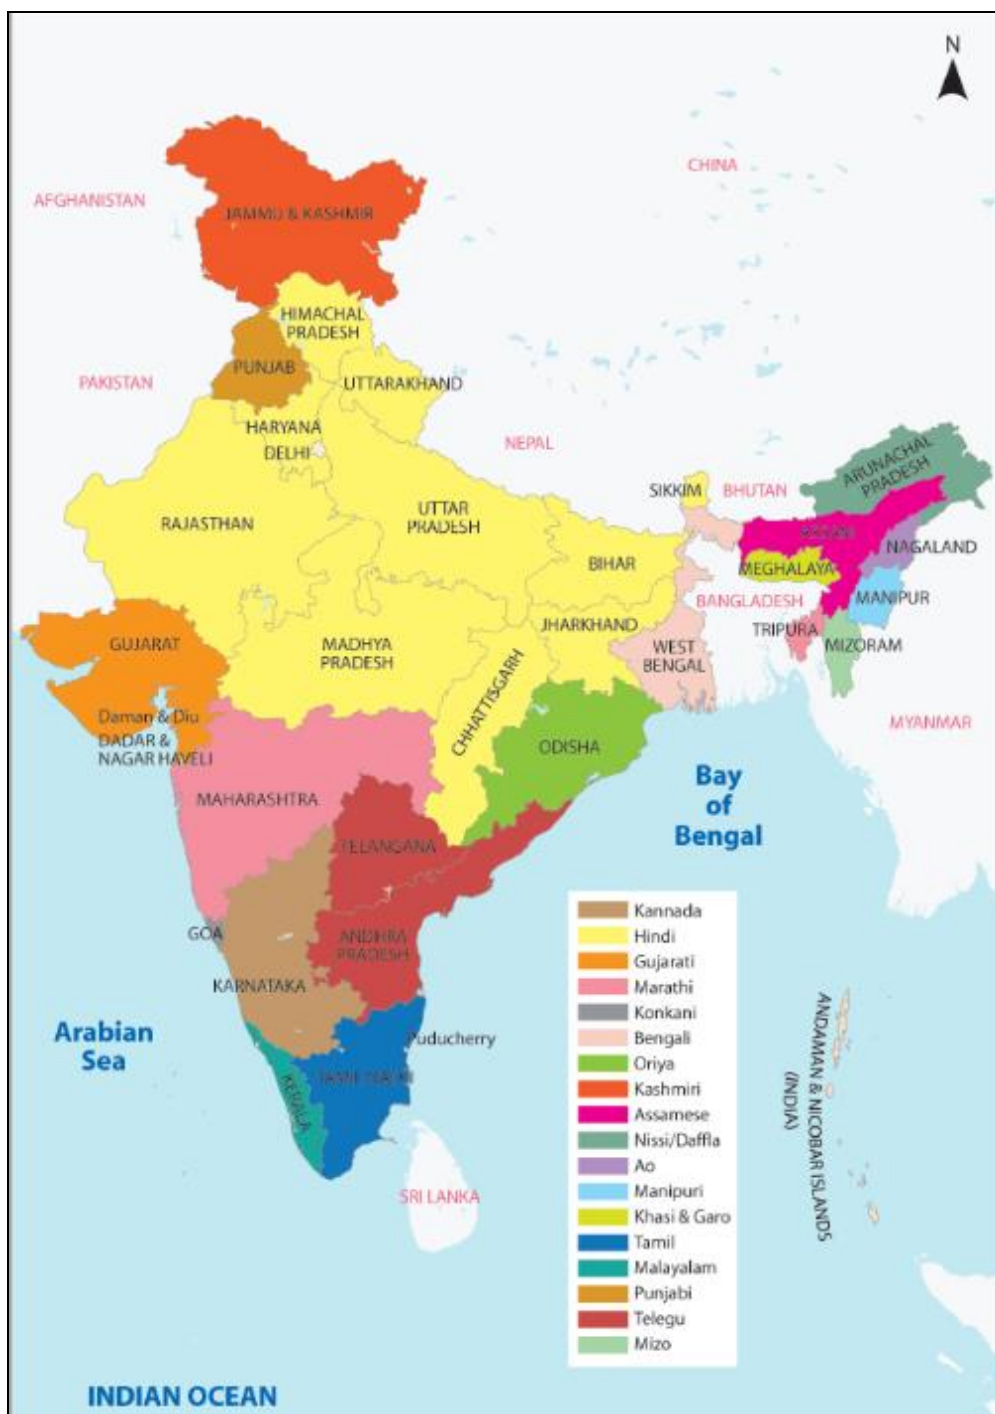 N
CHINA
AFGHANISTAN
JAMMU & KASHMIR
HIMACHAL
PRADESH
PUNJAB
PAKISTAN
UTTARAKHAND
HARYANA
DELHI
NEPAL
ARUNACHAL
PRADESH
SIKKIM
BHUTAN
RAJASTHAN
UTTAR
PRADESH
ASSAM
NAGALAND
BIHAR
MEGHALAYA
BANGLADESH
MANIPUR
GUJARAT
MADHYA
PRADESH
JHARKHAND
TRIPURA
WEST
BENGAL
MIZORAM
CHHATTISGARH
Daman & Diu
DADAR &
NAGAR HAVELI
ODISHA
MYANMAR
MAHARASHTRA
Bay
of
Bengal
TELANGANA
GOA
ANDHRA
PRADESH
KARNATAKA
Arabian
Sea
Puducherry
TAMIL NADU
KERALA
SRI LANKA
ANDAMAN & NICOBAR ISLANDS
(INDIA)
Kannada
Hindi
Gujarati
Marathi
Konkani
Bengali
Oriya
Kashmiri
Assamese
Nissi/Daffla
Ao
Manipuri
Khasi & Garo
Tamil
Malayalam
Punjabi
Telegu
Mizo
INDIAN OCEAN